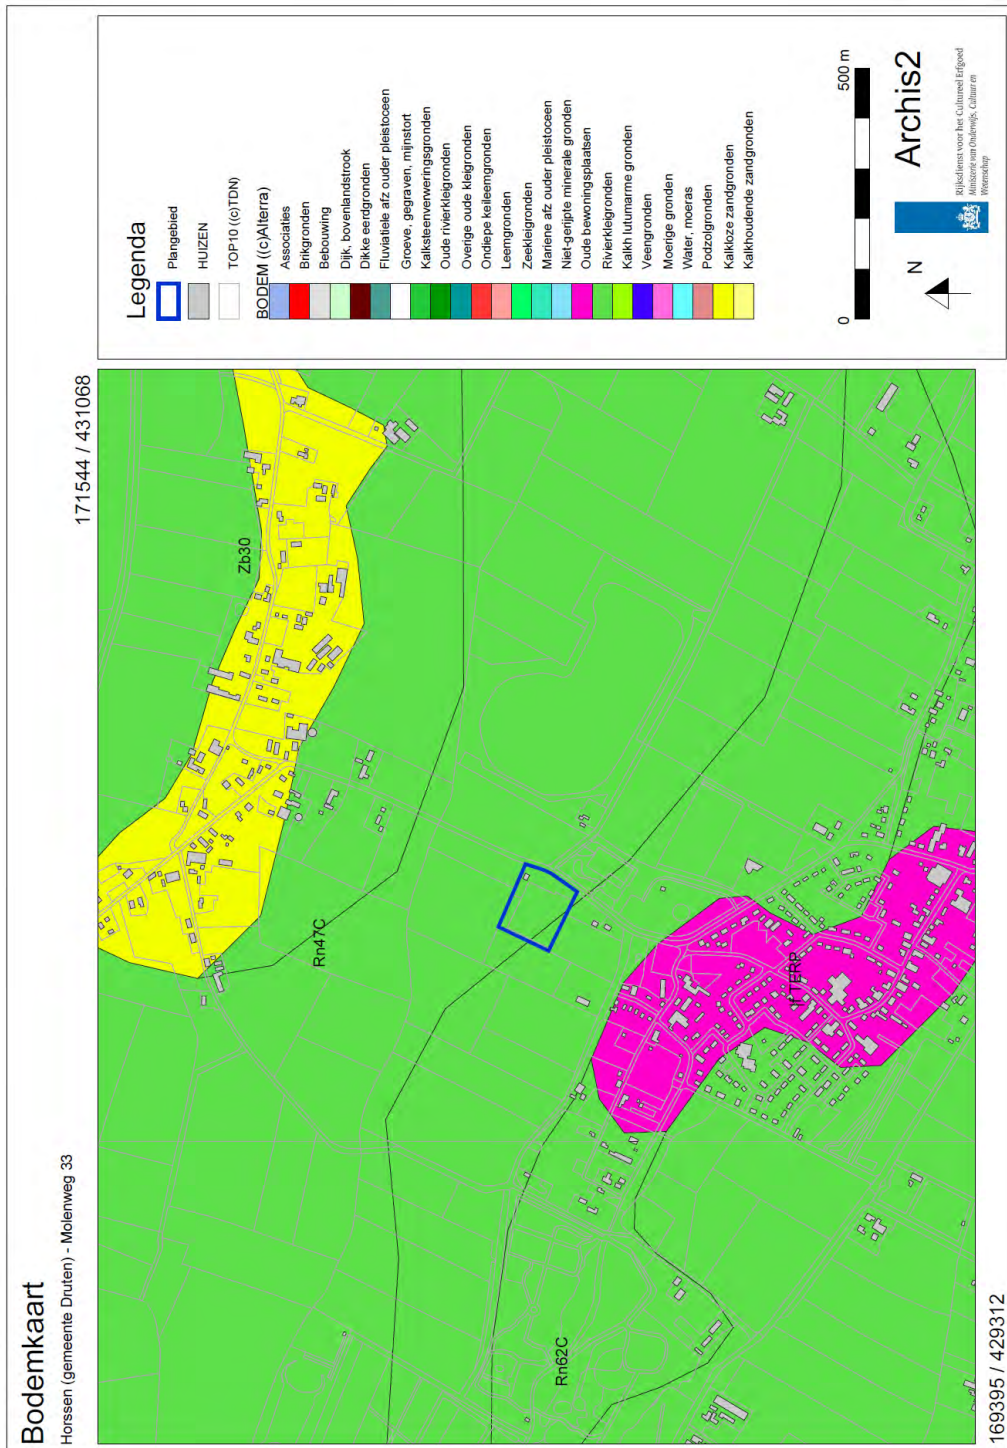 Bodemkaart
Horssen (gemeente Druten) - Molenweg 33
171544 / 431068
Zb30
Rn47C
Rn62C
lf TERP
169395 / 429312
Legenda
Plangebied
HUIZEN
TOP10 ((c)TDN)
BODEM ((c)Alterra)
Associaties
Brikgronden
Bebouwing
Dijk, bovenlandstrook
Dikke eerdgronden
Fluviatiele afz ouder pleistoceen
Groeve, gegraven, mijnstort
Kalksteenverweringsgronden
Oude rivierkleigronden
Overige oude kleigronden
Ondiepe keileemgronden
Leemgronden
Zeekleigronden
Mariene afz ouder pleistoceen
Niet-gerijpte minerale gronden
Oude bewoningsplaatsen
Rivierkleigronden
Kalkh lutumarme gronden
Veengronden
Moerige gronden
Water, moeras
Podzolgronden
Kalkloze zandgronden
Kalkhoudende zandgronden
0
500 m
N
Archis2
Rijksdienst voor het Cultureel Erfgoed
Ministerie van Onderwijs, Cultuur en
Wetenschap